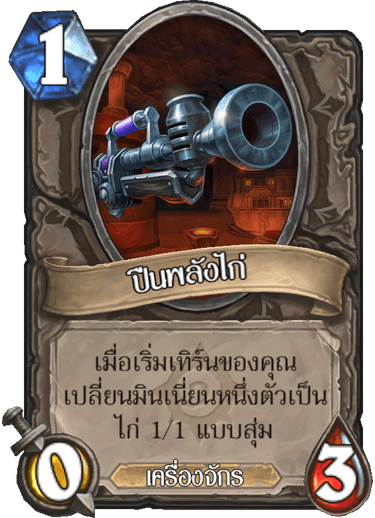 1
ปืนพลังไก่
เมื่อเริ่มเทิร์นของคุณ
เปลี่ยนมินเนี่ยนหนึ่งตัวเป็น
ไก่ 1/1 แบบสุ่ม
0
เครื่องจักร
3